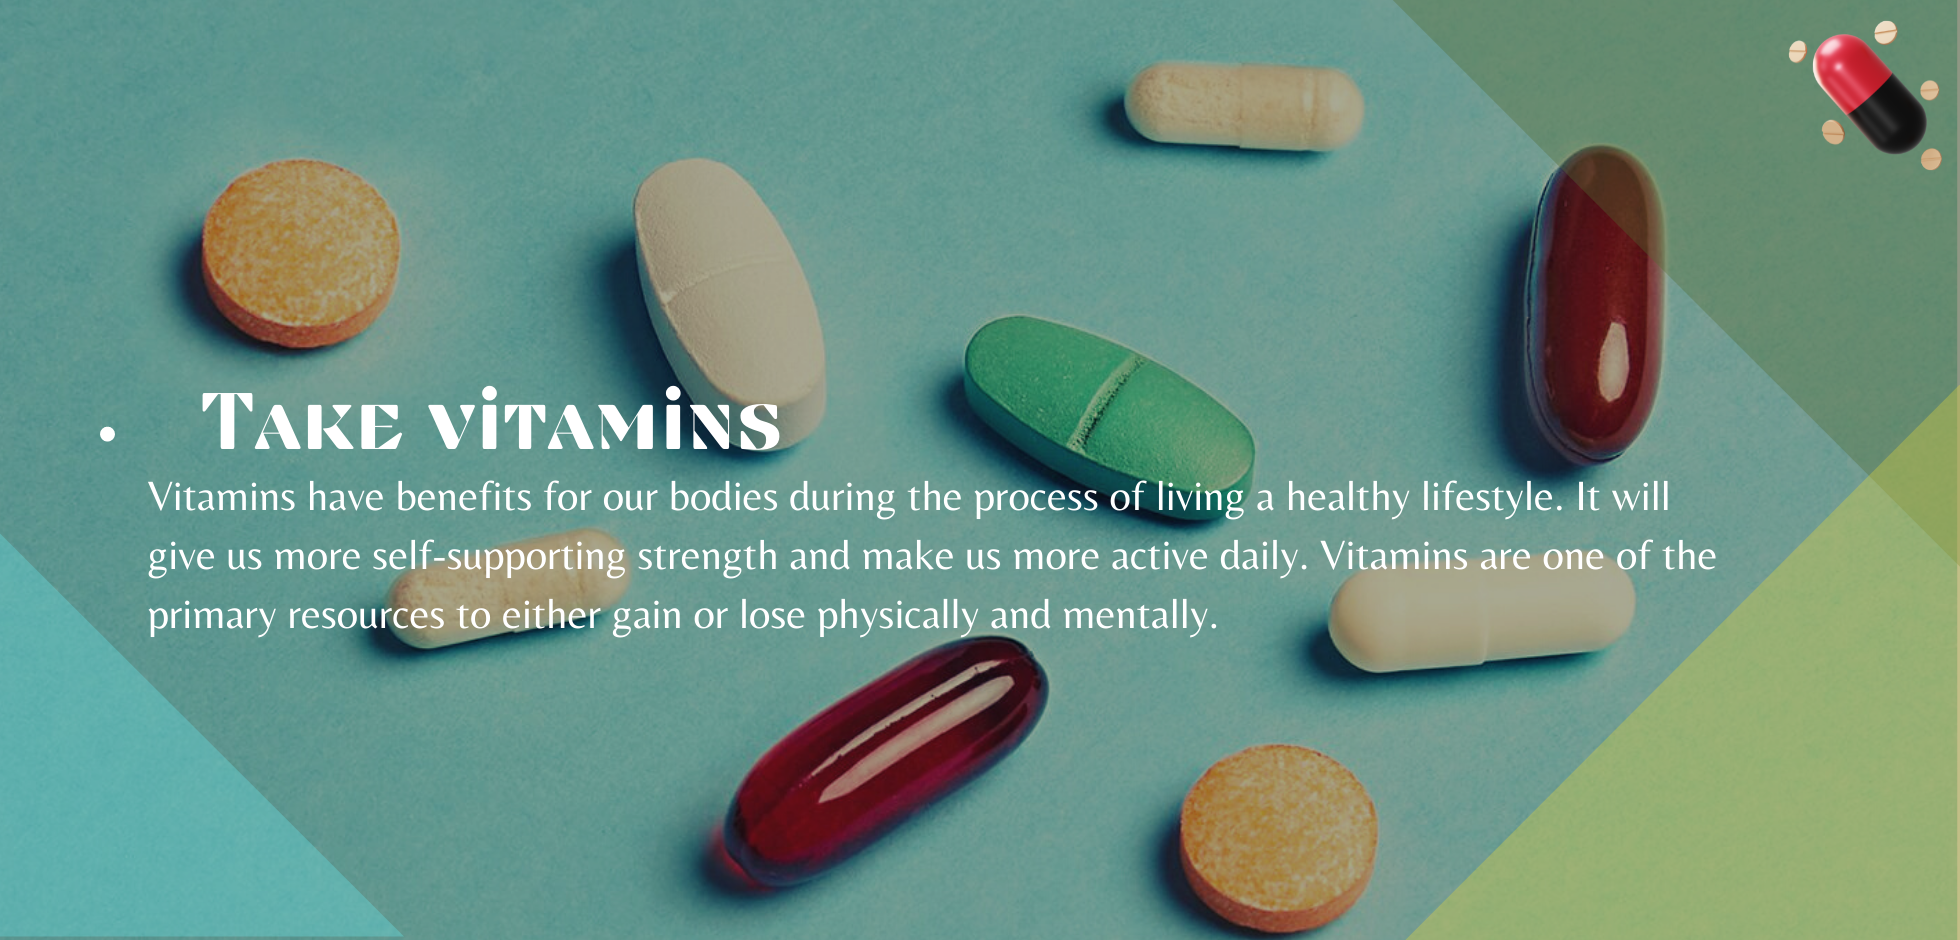 • Take vitamins
Vitamins have benefits for our bodies during the process of living a healthy lifestyle. It will
give us more self-supporting strength and make us more active daily. Vitamins are one of the
primary resources to either gain or lose physically and mentally.